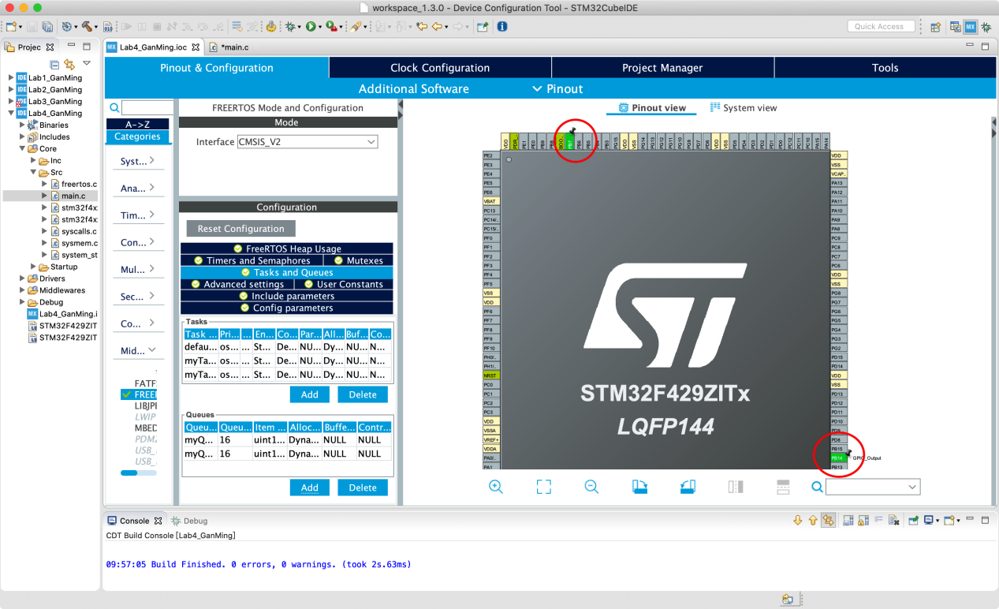 workspace_1.3.0 - Device Configuration Tool - STM32CubeIDE
Quick Access
Projec
Lab4_GanMing.ioc
*main.c
Lab1_GanMing
Lab2_GanMing
Lab3_GanMing
Lab4_GanMing
Binaries
Includes
Core
Inc
Src
freertos.c
main.c
stm32f4x
stm32f4x
syscalls.c
sysmem.c
system_st
Startup
Drivers
Middlewares
Debug
Lab4_GanMing.i
STM32F429ZIT
STM32F429ZIT
Pinout & Configuration
Clock Configuration
Project Manager
Tools
Additional Software
Pinout
A->Z
Categories
Syst...
Ana...
Tim...
Con...
Mul...
Sec...
Co...
Mid...
FATF
FREE
LIBJP
LWIP
MBED
PDM2
USB_
USB_
FREERTOS Mode and Configuration
Mode
Interface CMSIS_V2
Configuration
Reset Configuration
FreeRTOS Heap Usage
Timers and Semaphores
Mutexes
Tasks and Queues
Advanced settings
User Constants
Include parameters
Config parameters
Tasks
Task ... Pri... ... En... Co... Par... All... Buf... Co...
defau... os... ... St... De... NU... Dy... NU... N...
myTa... os... ... St... De... NU... Dy... NU... N...
myTa... os... ... St... De... NU... Dy... NU... N...
Add
Delete
Queues
Queu... Queu... Item ... Alloc... Buffe... Contr...
myQ... 16 uint1... Dyna... NULL NULL
myQ... 16 uint1... Dyna... NULL NULL
Add
Delete
Pinout view
System view
VDD PDR_ PE1 PE0 PB9 PB8 BOO.. PB7 PB6 PB5 PB3 PG15 VDD VSS PG14 PG13 PG12 PG11 PG10 PG9 PD7 PD6 VDD VSS PD5 PD4 PD3 PD2 PD1 PD0 PC12 PC11 PC10 PA15 PA14
PE2
PE3
PE4
PE5
PE6
VBAT
PC13
PC14/.
PC15/.
PF0
PF1
PF2
PF3
PF4
PF5
VSS
VDD
PF6
PF7
PF8
PF9
PF10
PH0/.
PH1/.
NRST
PC0
PC1
PC2
PC3
VDD
VSSA
VREF+
VDDA
PA0/.
PA1
VDD
VSS
VCAP..
PA13
PA12
PA11
PA10
PA9
PA8
PC9
PC8
PC7
PC6
VDD
VSS
PG8
PG7
PG6
PG5
PG4
PG3
PG2
PD15
PD14
VDD
VSS
PD13
PD12
PD11
PD10
PD9
PD8
PB15
PB14 GPIO_Output
PB13
ST
STM32F429ZITx
LQFP144
Console
Debug
CDT Build Console [Lab4_GanMing]
09:57:05 Build Finished. 0 errors, 0 warnings. (took 2s.63ms)